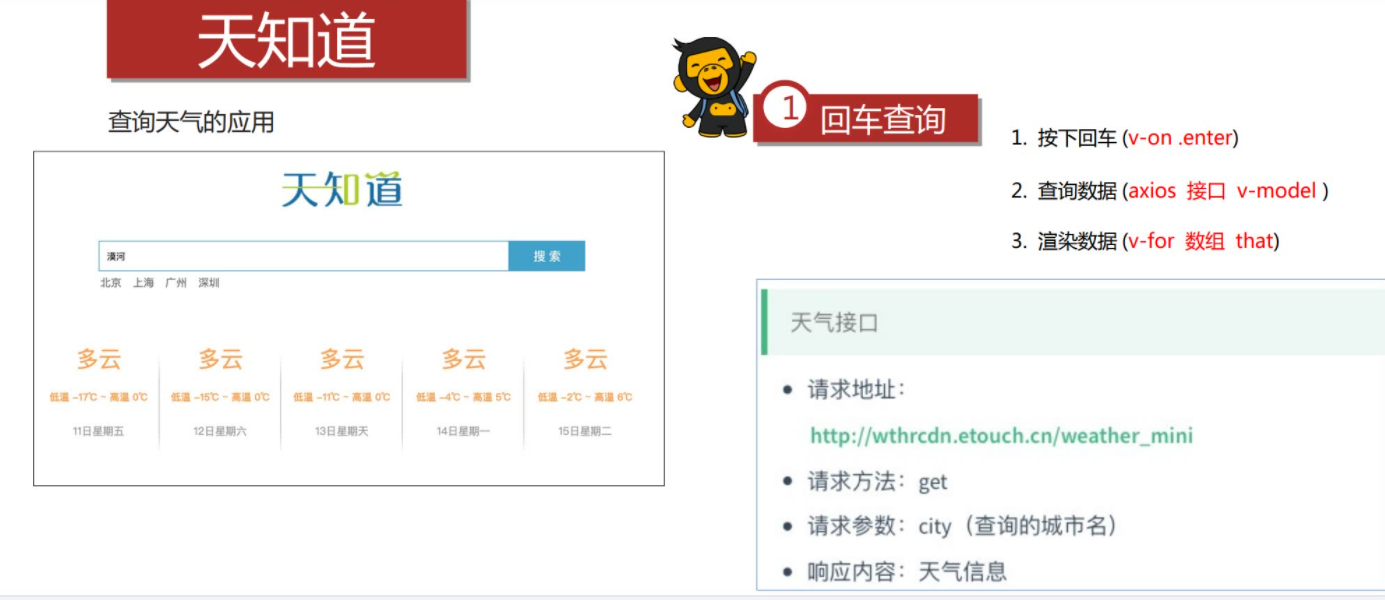 天知道
查询天气的应用
天知道
漠河
搜索
北京 上海 广州 深圳
多云 多云 多云 多云 多云
低温 -17℃ ~ 高温 0℃ 低温 -15℃ ~ 高温 0℃ 低温 -11℃ ~ 高温 0℃ 低温 -4℃ ~ 高温 5℃ 低温 -2℃ ~ 高温 6℃
11日星期五 12日星期六 13日星期天 14日星期一 15日星期二
1 回车查询
1. 按下回车 (v-on .enter)
2. 查询数据 (axios 接口 v-model )
3. 渲染数据 (v-for 数组 that)
天气接口
• 请求地址：
http://wthrcdn.etouch.cn/weather_mini
• 请求方法：get
• 请求参数：city（查询的城市名）
• 响应内容：天气信息